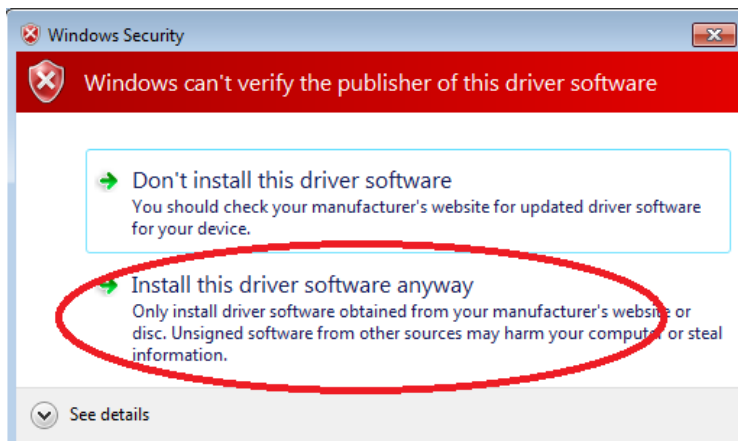 Windows Security
Windows can't verify the publisher of this driver software
Don't install this driver software
You should check your manufacturer's website for updated driver software
for your device.
Install this driver software anyway
Only install driver software obtained from your manufacturer's website or
disc. Unsigned software from other sources may harm your computer or steal
information.
See details